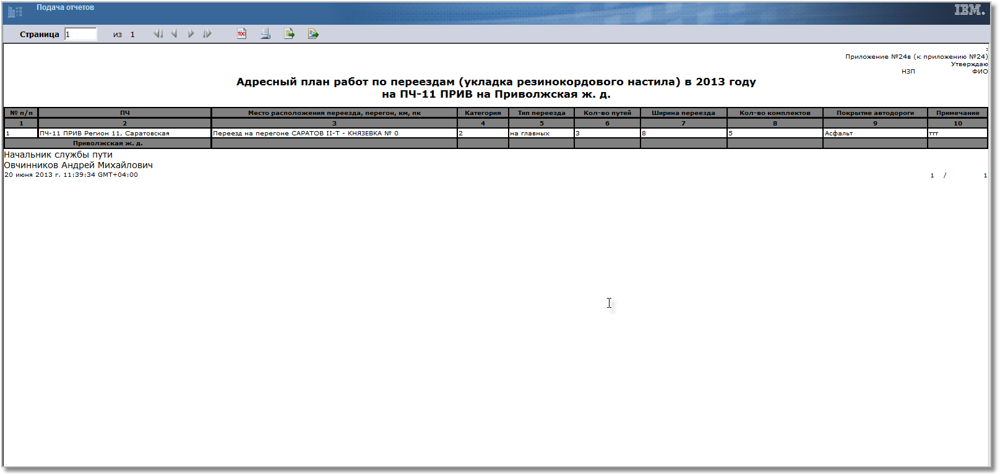 Подача отчетов
IBM.
Страница 1 из 1
TOC
:
Приложение №24в (к приложению №24)
Утверждаю
НЗП ФИО
Адресный план работ по переездам (укладка резинокордового настила) в 2013 году
на ПЧ-11 ПРИВ на Приволжская ж. д.
№ п/п ПЧ Место расположения переезда, перегон, км, пк Категория Тип переезда Кол-во путей Ширина переезда Кол-во комплектов Покрытие автодороги Примечание
1 2 3 4 5 6 7 8 9 10
1 ПЧ-11 ПРИВ Регион 11, Саратовская Переезд на перегоне САРАТОВ II-Т - КНЯЗЕВКА № 0 2 на главных 3 8 5 Асфальт ттт
Приволжская ж. д.
Начальник службы пути
Овчинников Андрей Михайлович
20 июня 2013 г. 11:39:34 GMT+04:00 1 / 1